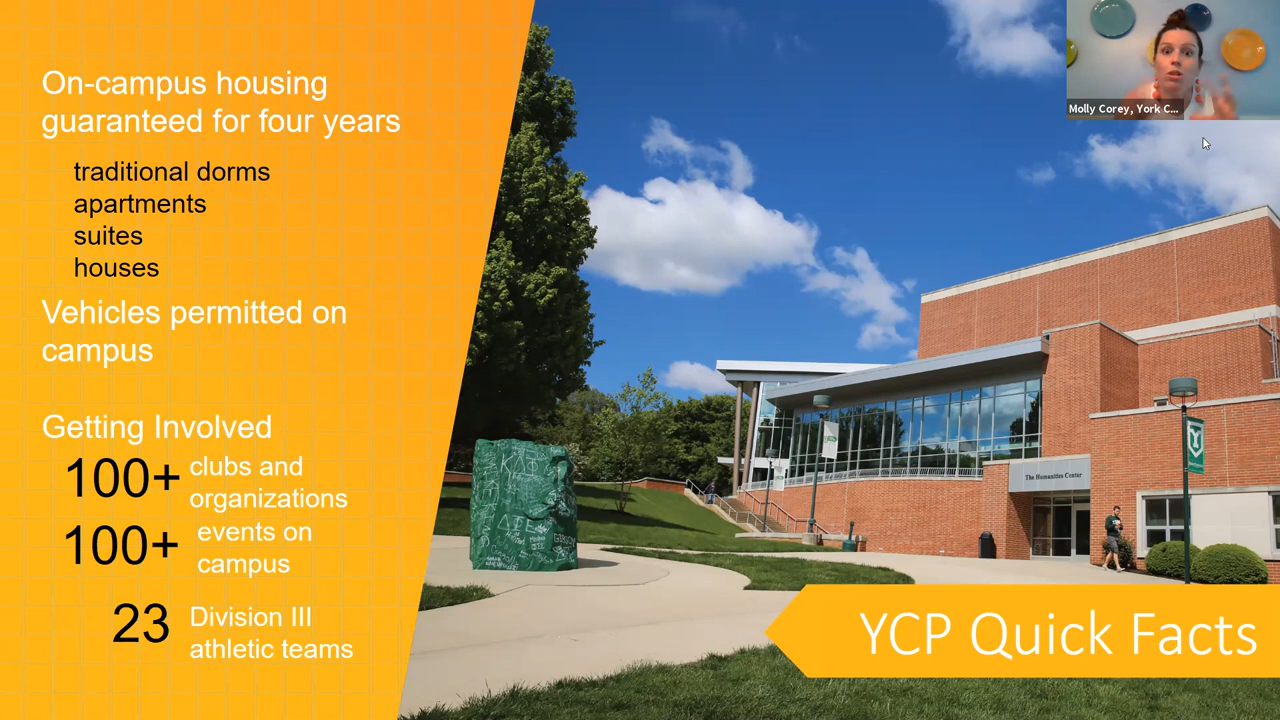 On-campus housing
guaranteed for four years
traditional dorms
apartments
suites
houses
Vehicles permitted on
campus
Getting Involved
100+ clubs and
organizations
100+ events on
campus
23 Division III
athletic teams
Molly Corey, York C...
ΚΔΦ
ΔΦΕ
The Humanities Center
Y
YCP Quick Facts